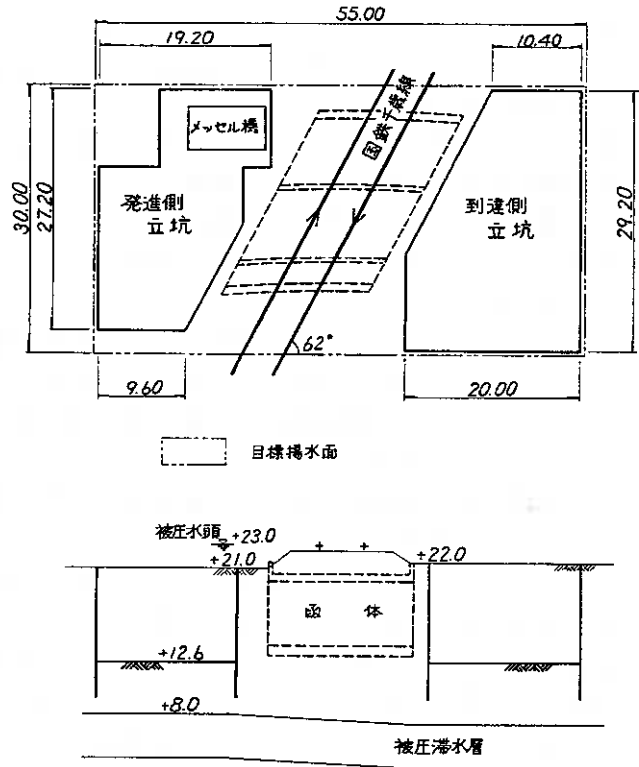 55.00
19.20
10.40
国鉄千歳線
メッセル機
発進側
立坑
到達側
立坑
30.00
27.20
29.20
62°
9.60
20.00
目標揚水面
被圧水頭
+23.0
+21.0
+22.0
函 体
+12.6
+8.0
被圧滞水層